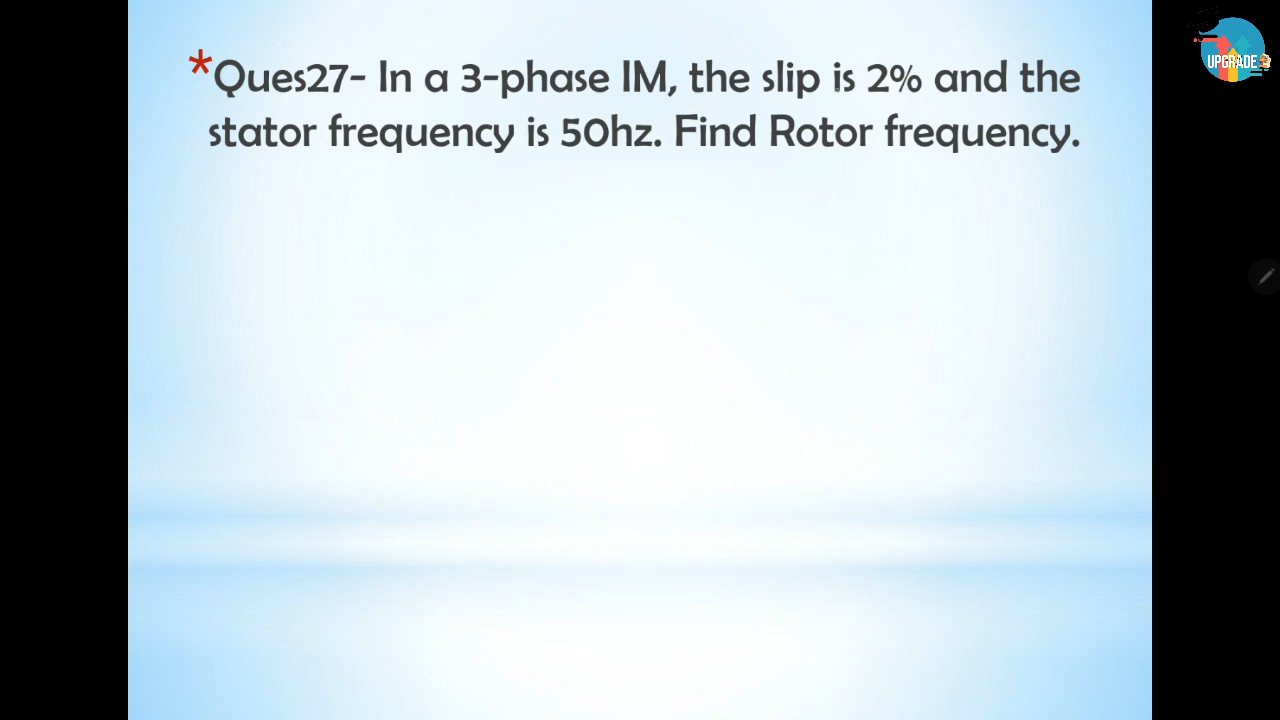 *Ques27- In a 3-phase IM, the slip is 2% and the
stator frequency is 50hz. Find Rotor frequency.
UPGRADE